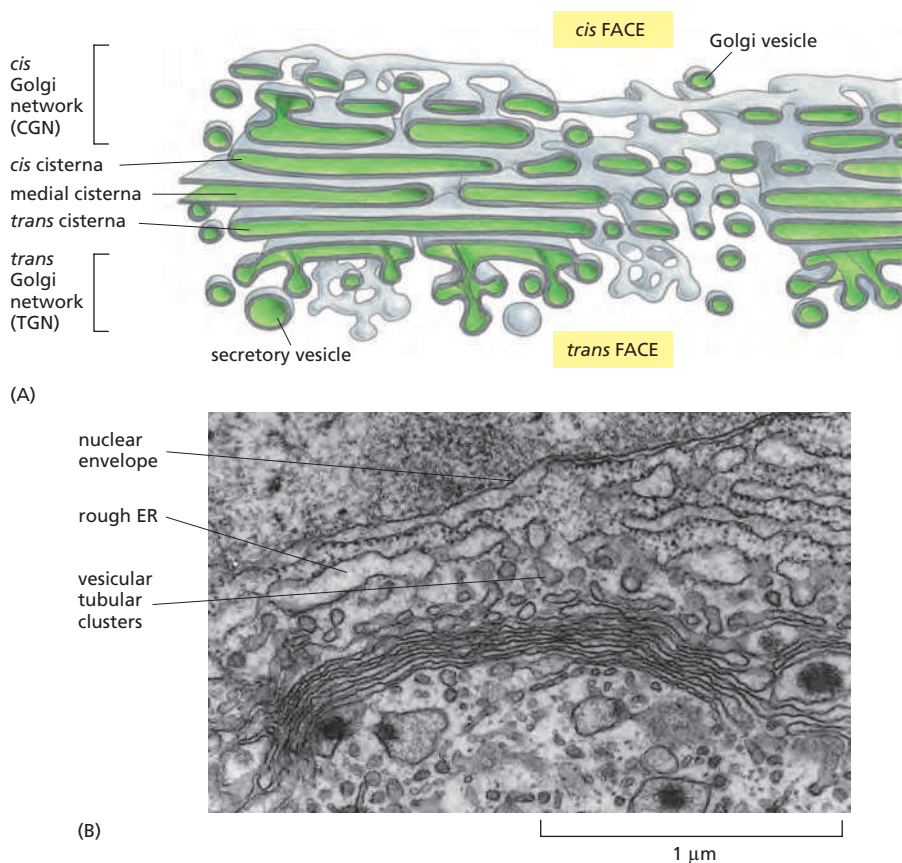 cis FACE
Golgi vesicle
cis
Golgi
network
(CGN)
cis cisterna
medial cisterna
trans cisterna
trans
Golgi
network
(TGN)
secretory vesicle
trans FACE
(A)
nuclear
envelope
rough ER
vesicular
tubular
clusters
(B)
1 μm